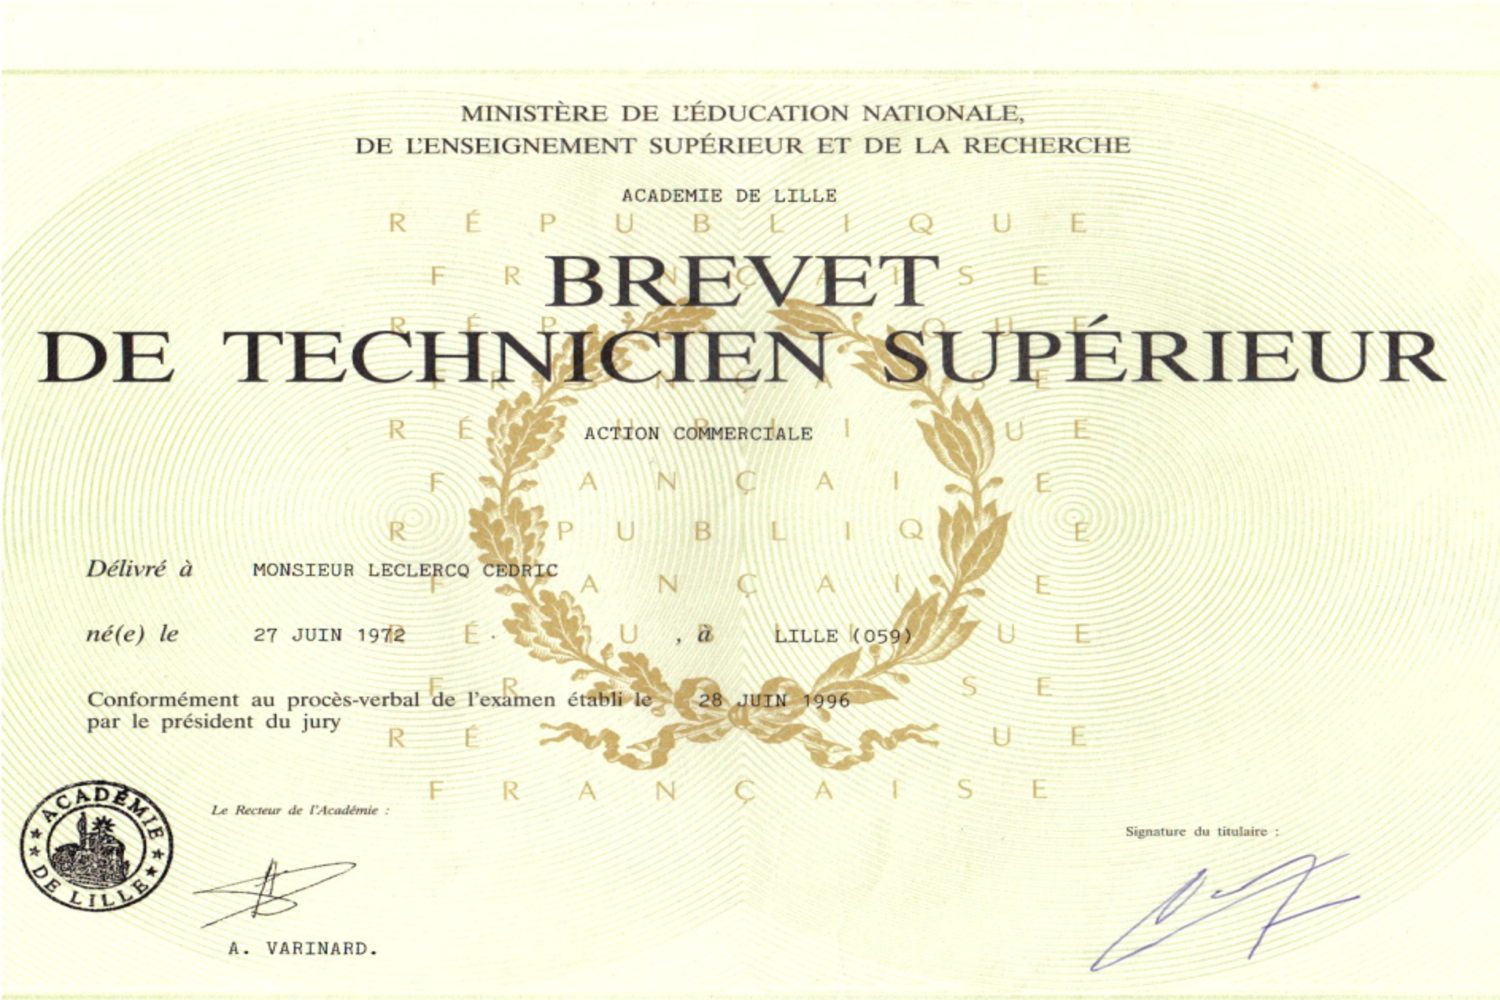 MINISTÈRE DE L'ÉDUCATION NATIONALE,
DE L'ENSEIGNEMENT SUPÉRIEUR ET DE LA RECHERCHE
ACADEMIE DE LILLE
RÉPUBLIQUE
FRANÇAISE
BREVET
DE TECHNICIEN SUPÉRIEUR
ACTION COMMERCIALE
Délivré à MONSIEUR LECLERCQ CEDRIC
né(e) le 27 JUIN 1972 , à LILLE (059)
Conformément au procès-verbal de l'examen établi le 28 JUIN 1996
par le président du jury
FRANÇAISE
ACADÉMIE DE LILLE
Le Recteur de l'Académie :
Signature du titulaire :
A. VARINARD.